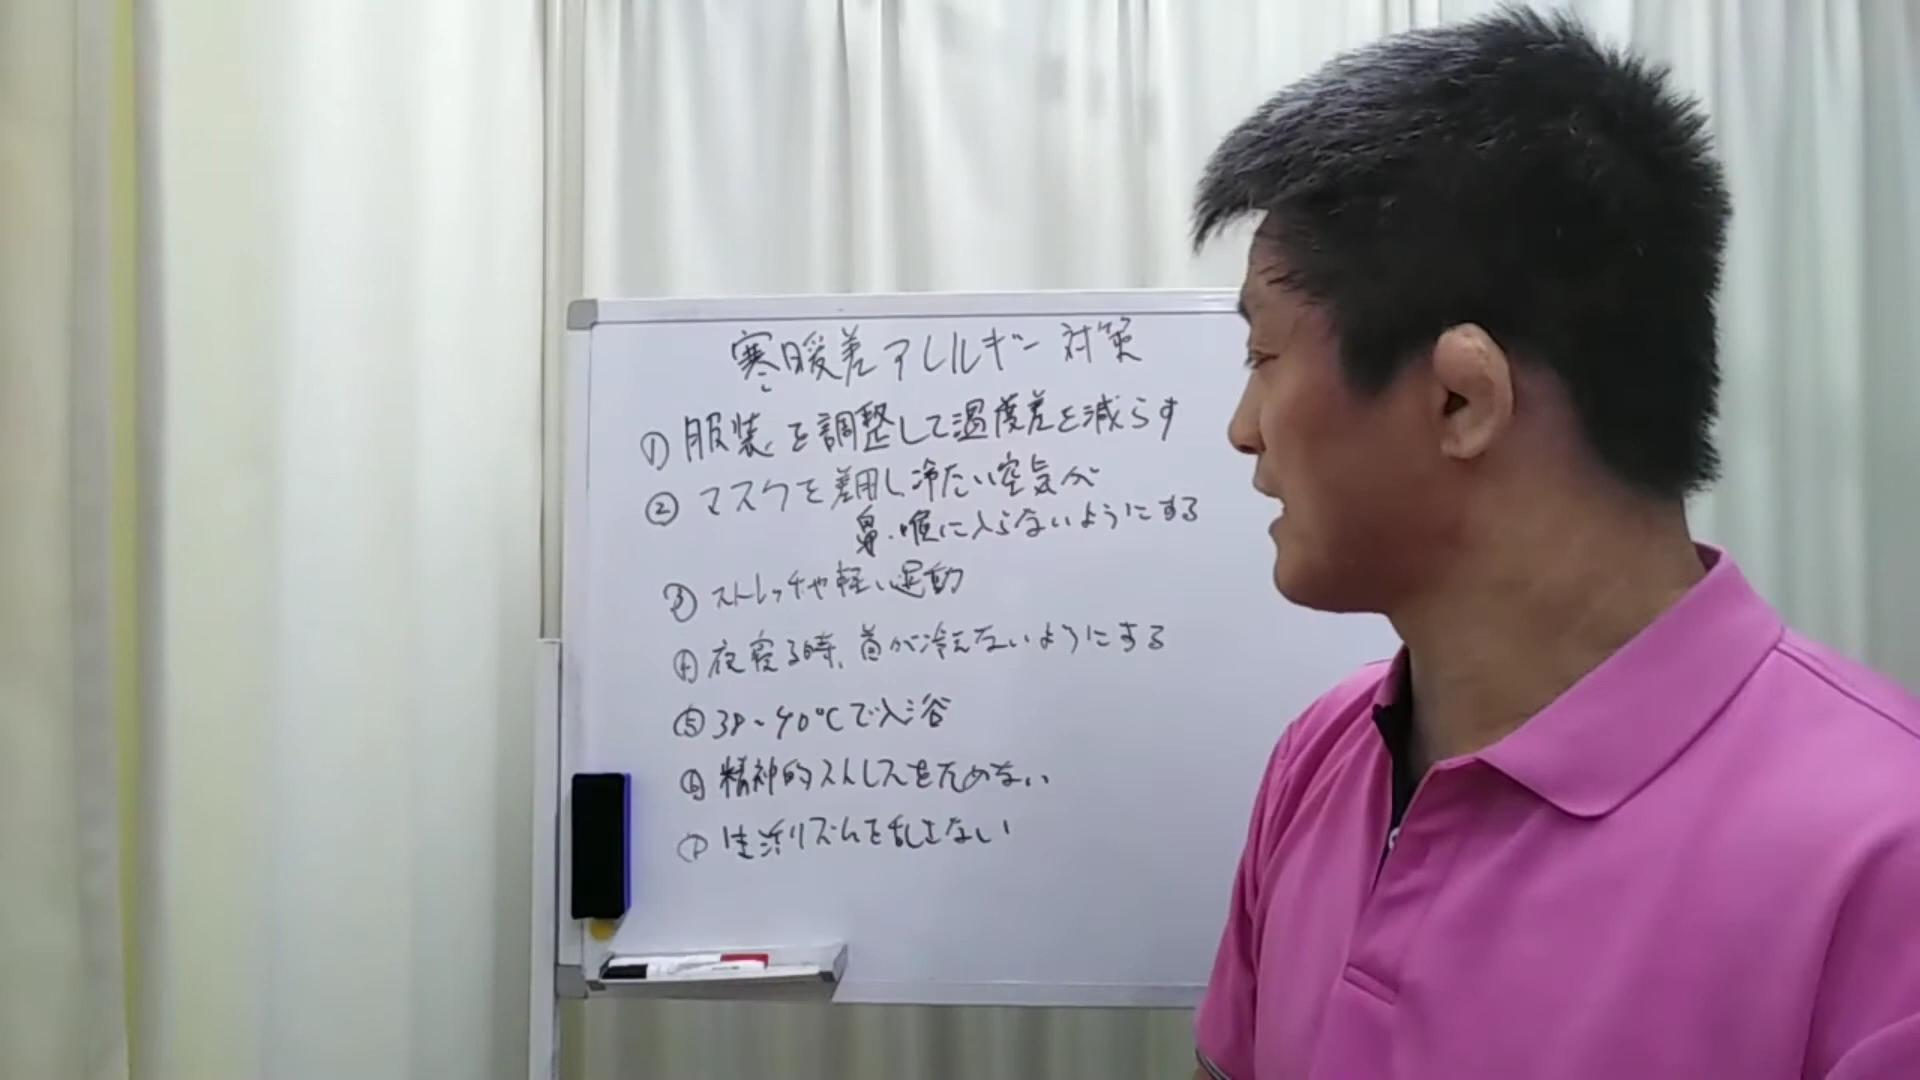 寒暖差アレルギー対策
① 服装を調整して温度差を減らす
② マスクを着用し冷たい空気が
鼻・喉に入らないようにする
③ ストレッチや軽い運動
④ 夜寝る時、首が冷えないようにする
⑤ 38~40℃で入浴
⑥ 精神的ストレスをためない
⑦ 生活リズムを乱さない